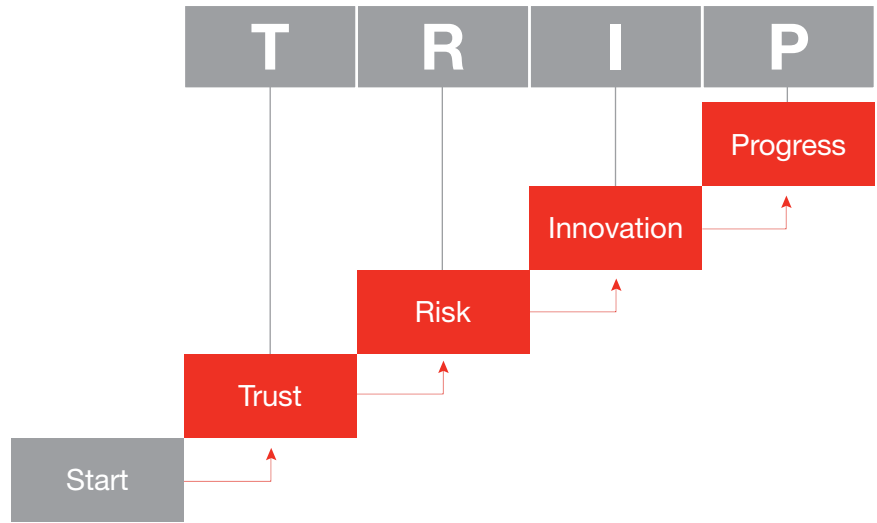 T R I P
Progress
Innovation
Risk
Trust
Start